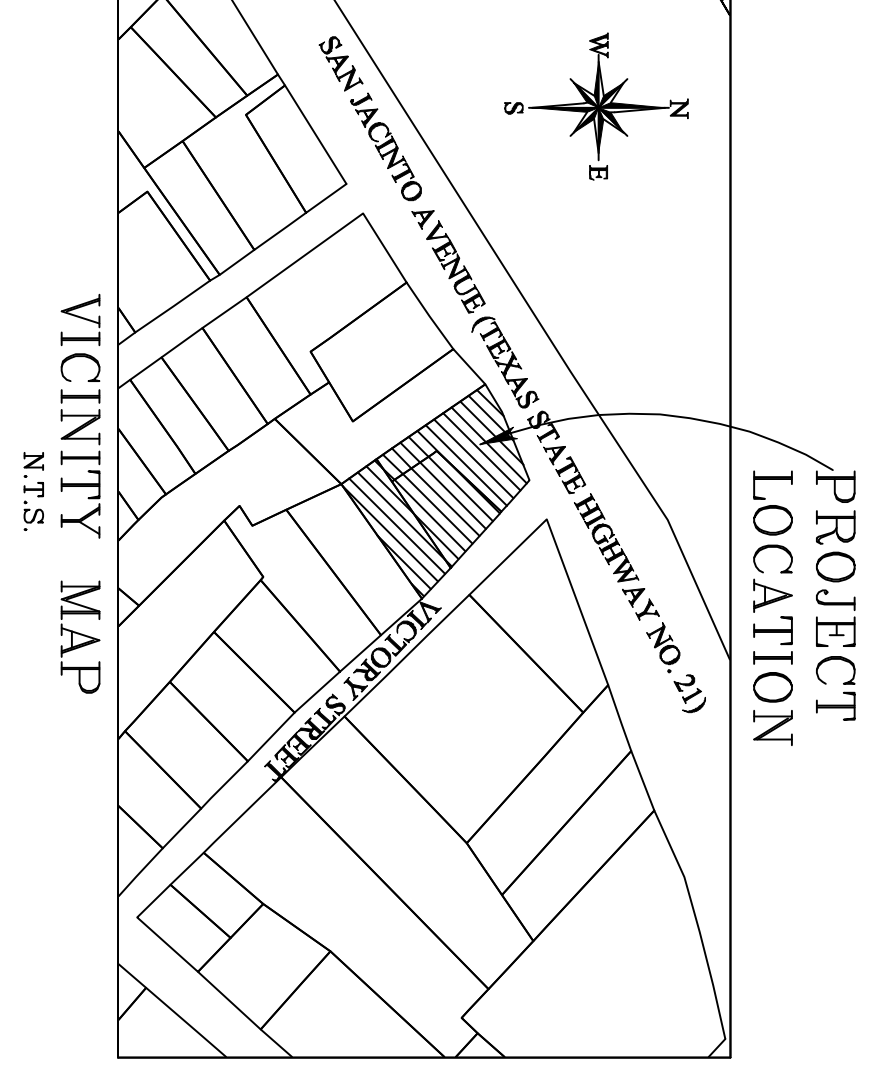 PROJECT
LOCATION
N
W
E
S
SAN JACINTO AVENUE (TEXAS STATE HIGHWAY NO. 21)
VICTORY STREET
VICINITY MAP
N.T.S.